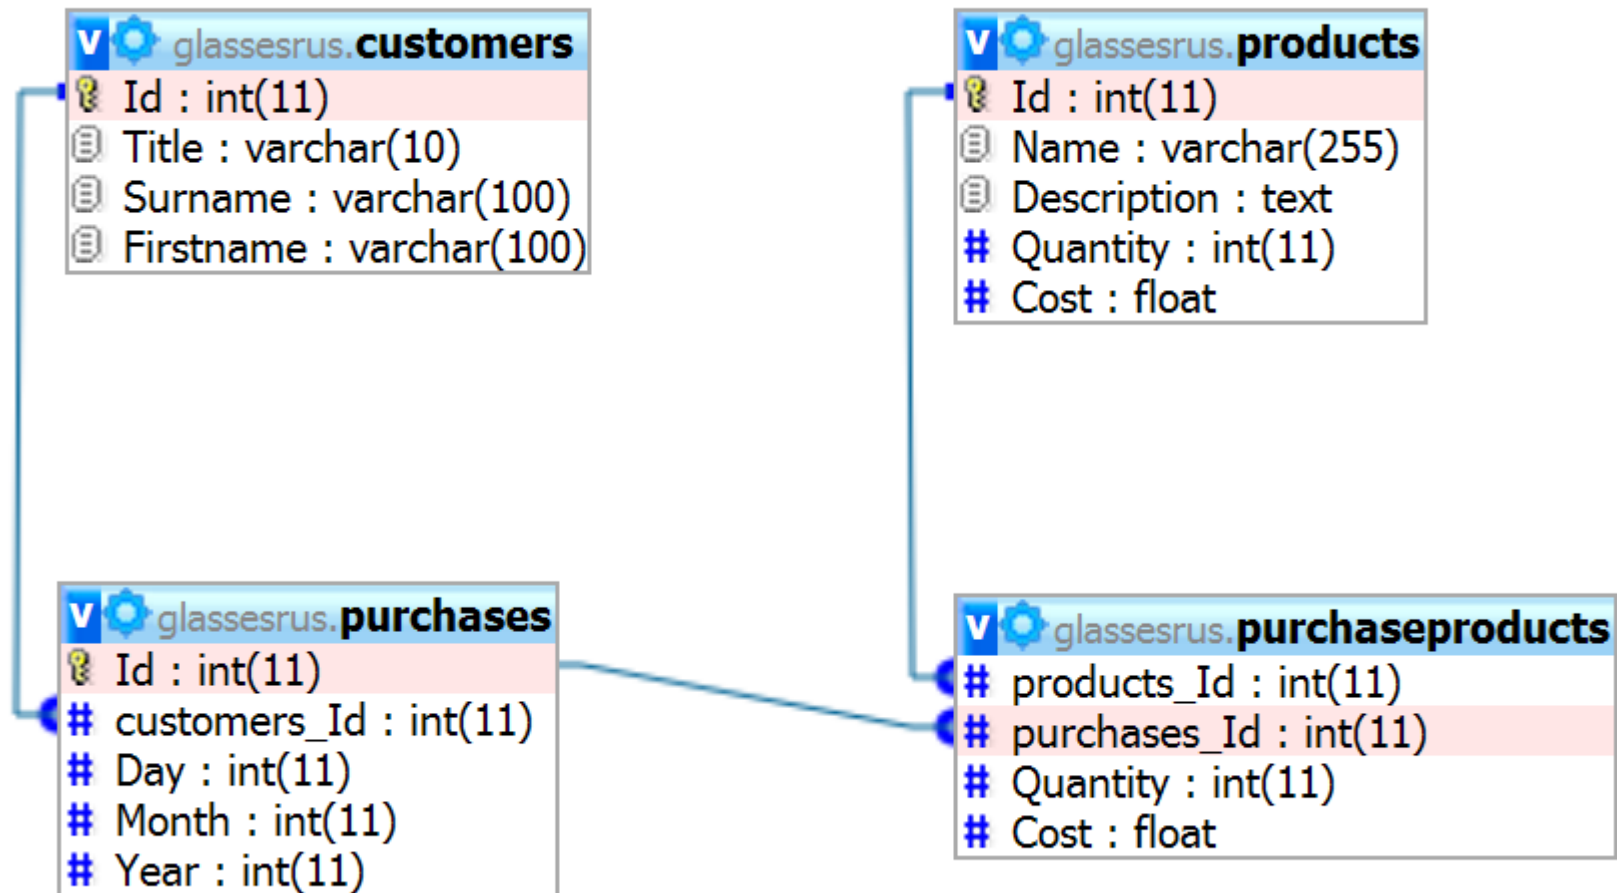 v glassesrus.customers
Id : int(11)
Title : varchar(10)
Surname : varchar(100)
Firstname : varchar(100)
v glassesrus.products
Id : int(11)
Name : varchar(255)
Description : text
# Quantity : int(11)
# Cost : float
v glassesrus.purchases
Id : int(11)
# customers_Id : int(11)
# Day : int(11)
# Month : int(11)
# Year : int(11)
v glassesrus.purchaseproducts
# products_Id : int(11)
# purchases_Id : int(11)
# Quantity : int(11)
# Cost : float